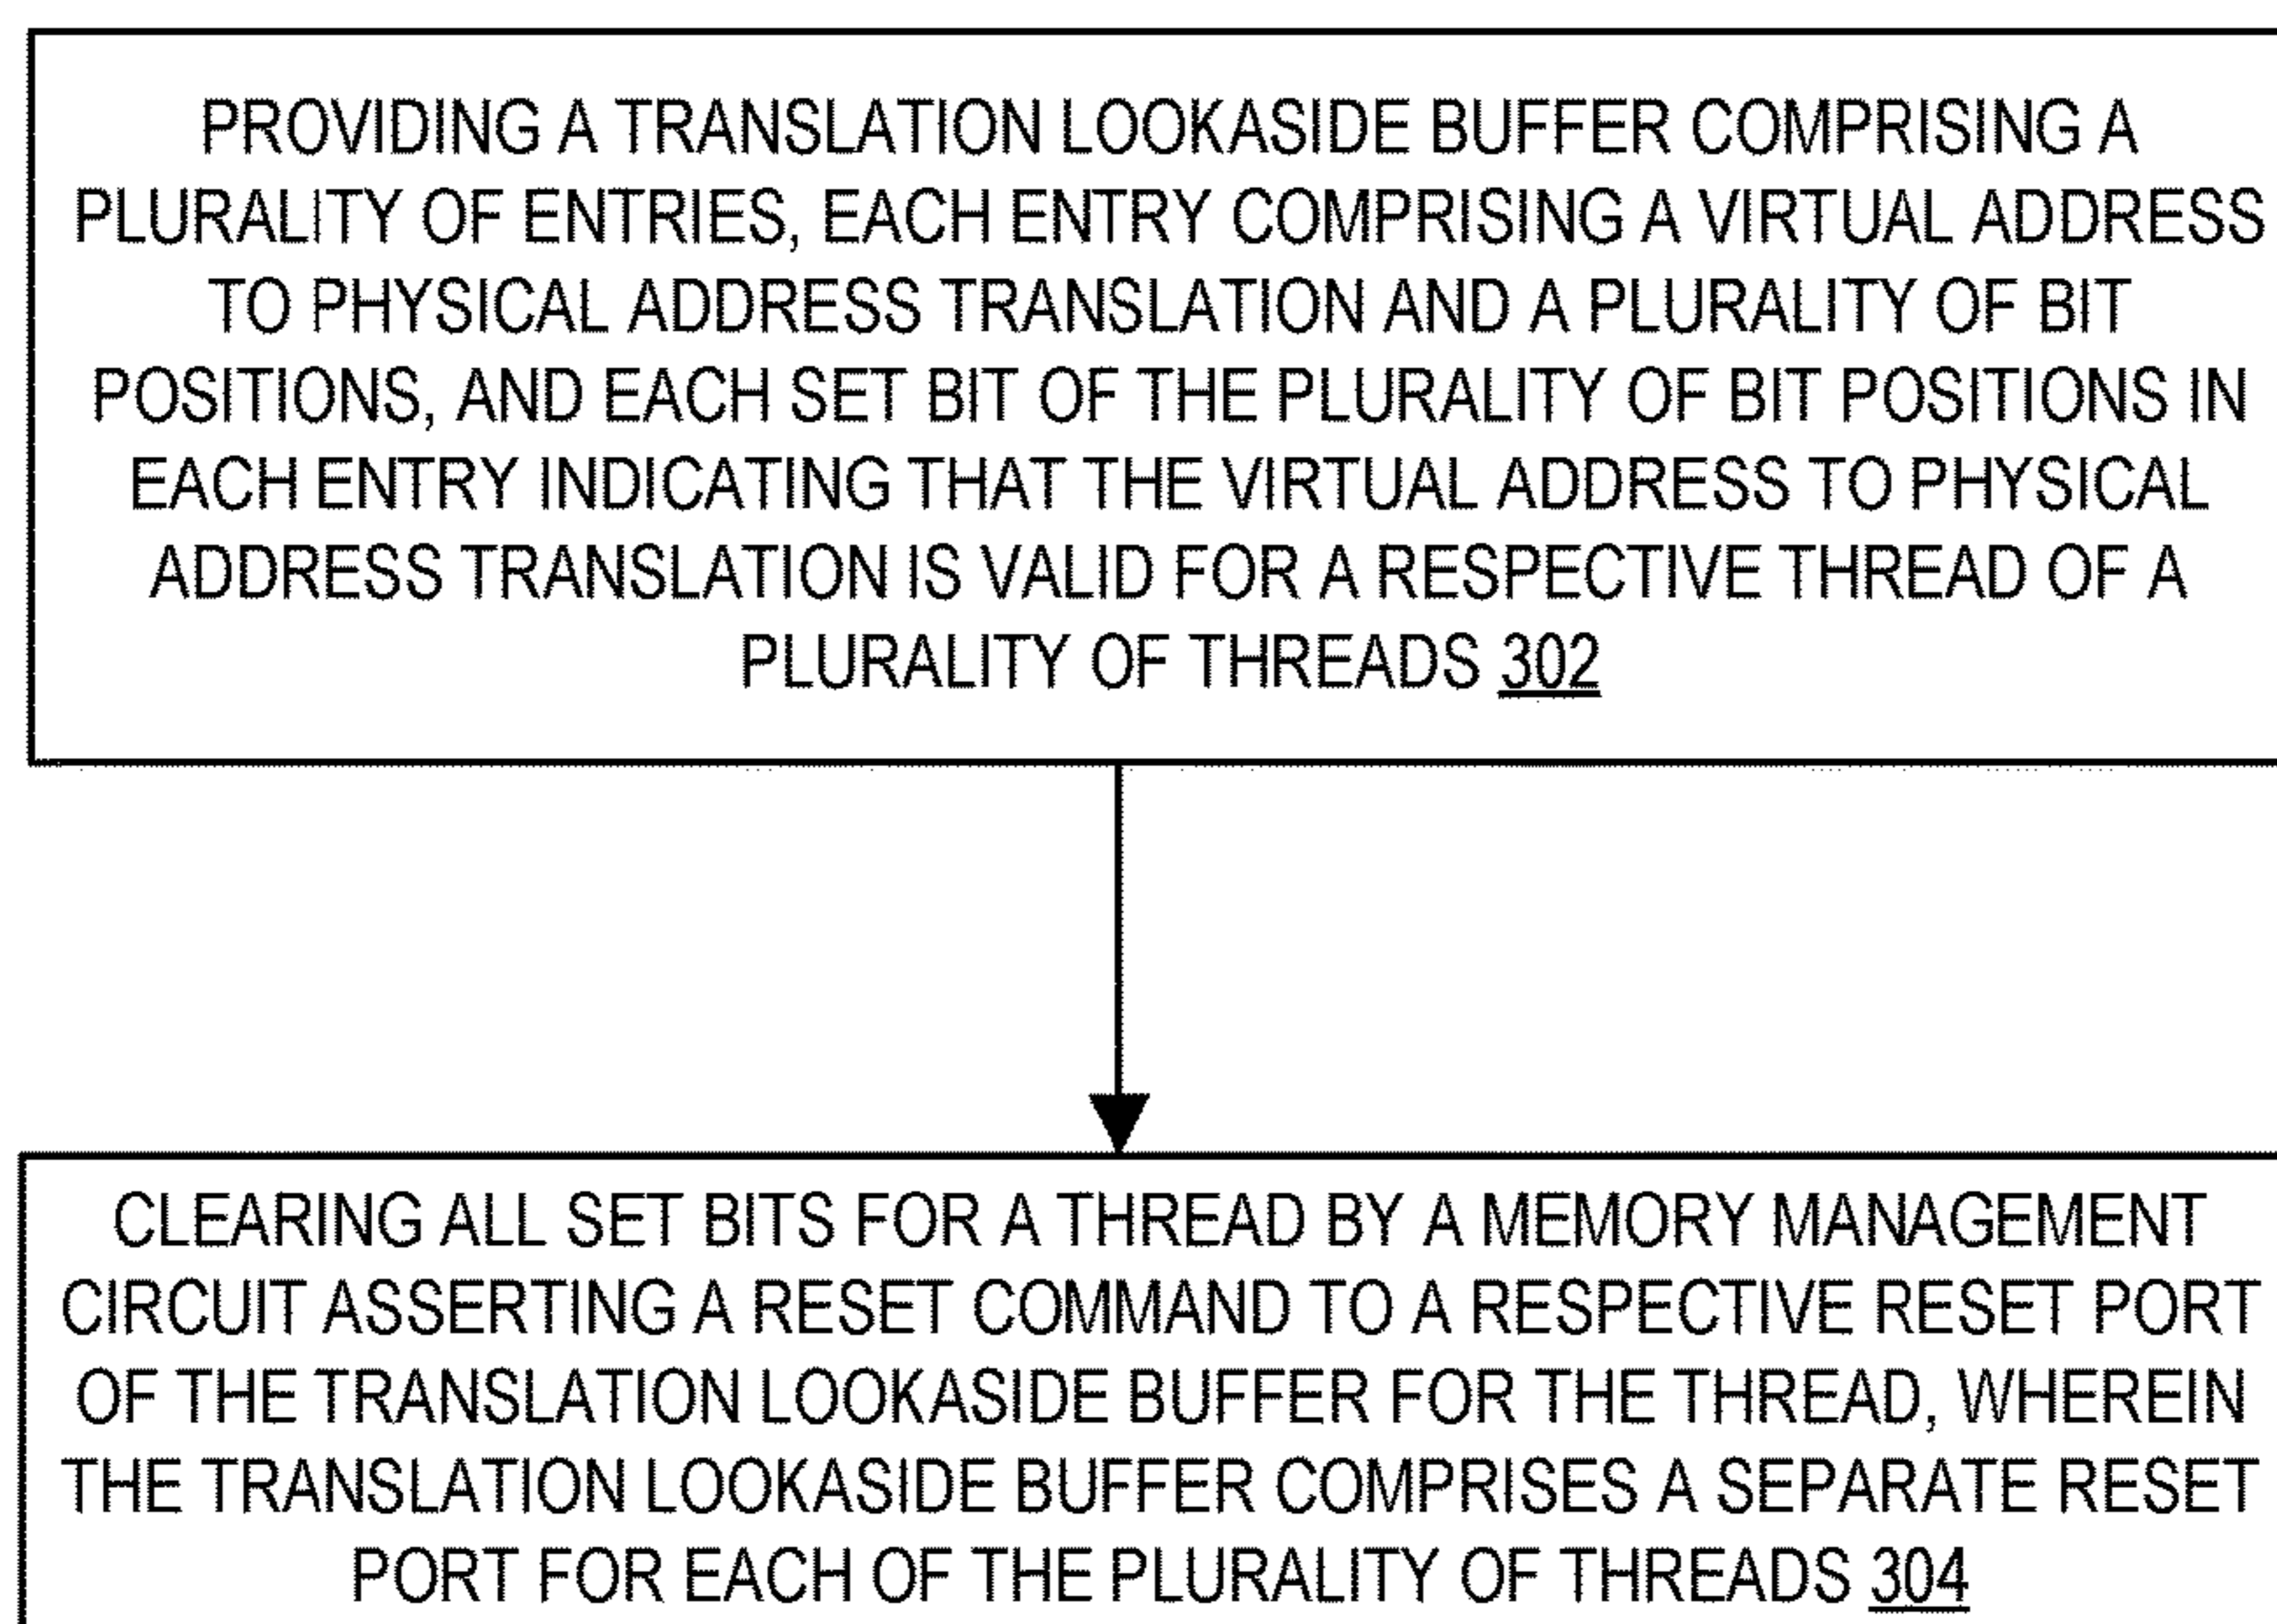 PROVIDING A TRANSLATION LOOKASIDE BUFFER COMPRISING A
PLURALITY OF ENTRIES, EACH ENTRY COMPRISING A VIRTUAL ADDRESS
TO PHYSICAL ADDRESS TRANSLATION AND A PLURALITY OF BIT
POSITIONS, AND EACH SET BIT OF THE PLURALITY OF BIT POSITIONS IN
EACH ENTRY INDICATING THAT THE VIRTUAL ADDRESS TO PHYSICAL
ADDRESS TRANSLATION IS VALID FOR A RESPECTIVE THREAD OF A
PLURALITY OF THREADS 302
CLEARING ALL SET BITS FOR A THREAD BY A MEMORY MANAGEMENT
CIRCUIT ASSERTING A RESET COMMAND TO A RESPECTIVE RESET PORT
OF THE TRANSLATION LOOKASIDE BUFFER FOR THE THREAD, WHEREIN
THE TRANSLATION LOOKASIDE BUFFER COMPRISES A SEPARATE RESET
PORT FOR EACH OF THE PLURALITY OF THREADS 304